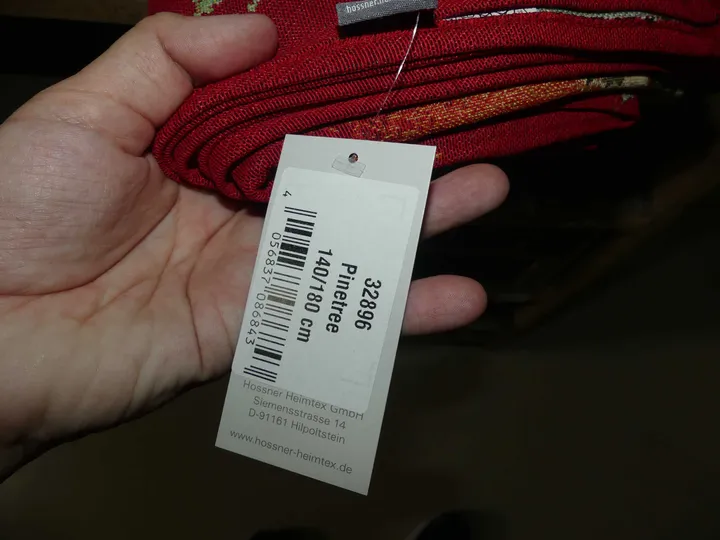 32896
Pinetree
140/180 cm
4 056837 086843
Hossner Heimtex GmbH
Siemensstrasse 14
D-91161 Hilpoltstein
www.hossner-heimtex.de